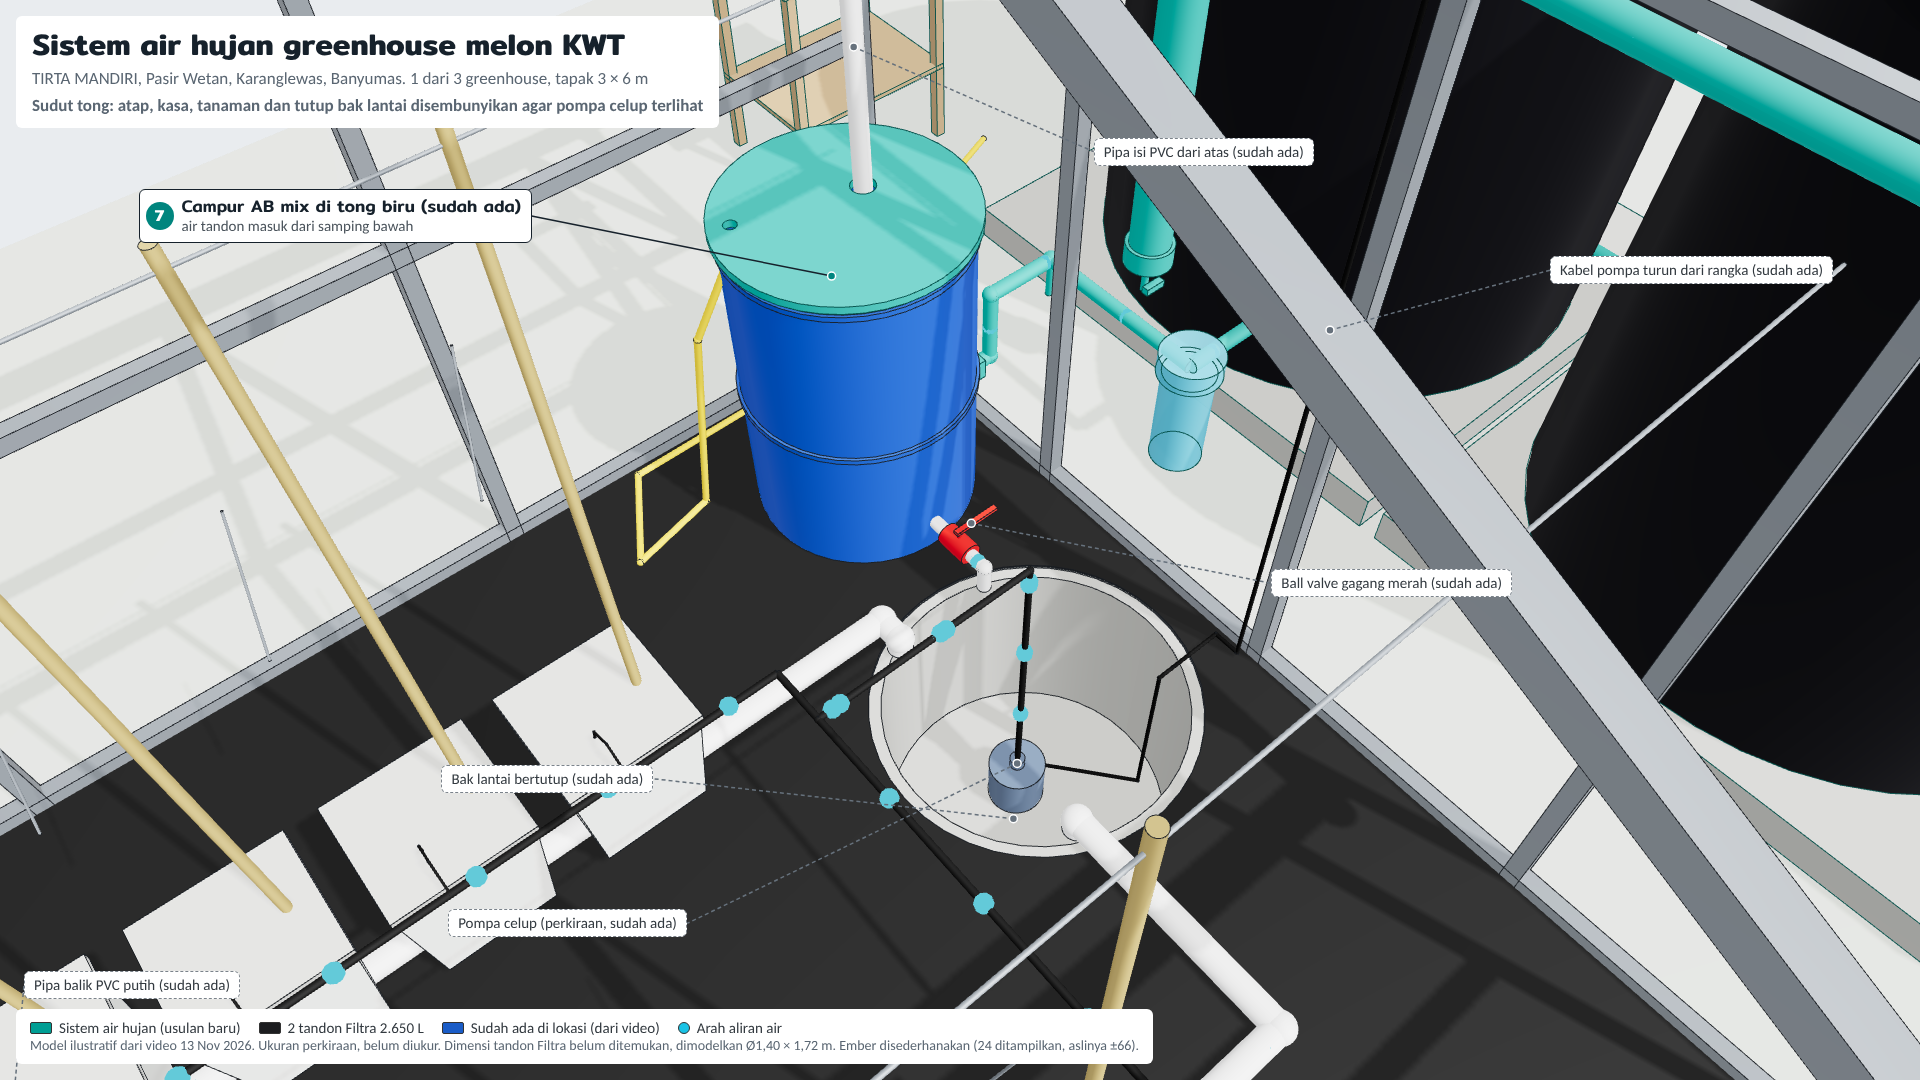 Sistem air hujan greenhouse melon KWT
TIRTA MANDIRI, Pasir Wetan, Karanglewas, Banyumas. 1 dari 3 greenhouse, tapak 3 × 6 m
Sudut tong: atap, kasa, tanaman dan tutup bak lantai disembunyikan agar pompa celup terlihat
Pipa isi PVC dari atas (sudah ada)
7 Campur AB mix di tong biru (sudah ada)
air tandon masuk dari samping bawah
Kabel pompa turun dari rangka (sudah ada)
Ball valve gagang merah (sudah ada)
Bak lantai bertutup (sudah ada)
Pompa celup (perkiraan, sudah ada)
Pipa balik PVC putih (sudah ada)
Sistem air hujan (usulan baru) 2 tandon Filtra 2.650 L Sudah ada di lokasi (dari video) Arah aliran air
Model ilustratif dari video 13 Nov 2026. Ukuran perkiraan, belum diukur. Dimensi tandon Filtra belum ditemukan, dimodelkan Ø1,40 × 1,72 m. Ember disederhanakan (24 ditampilkan, aslinya ±66).